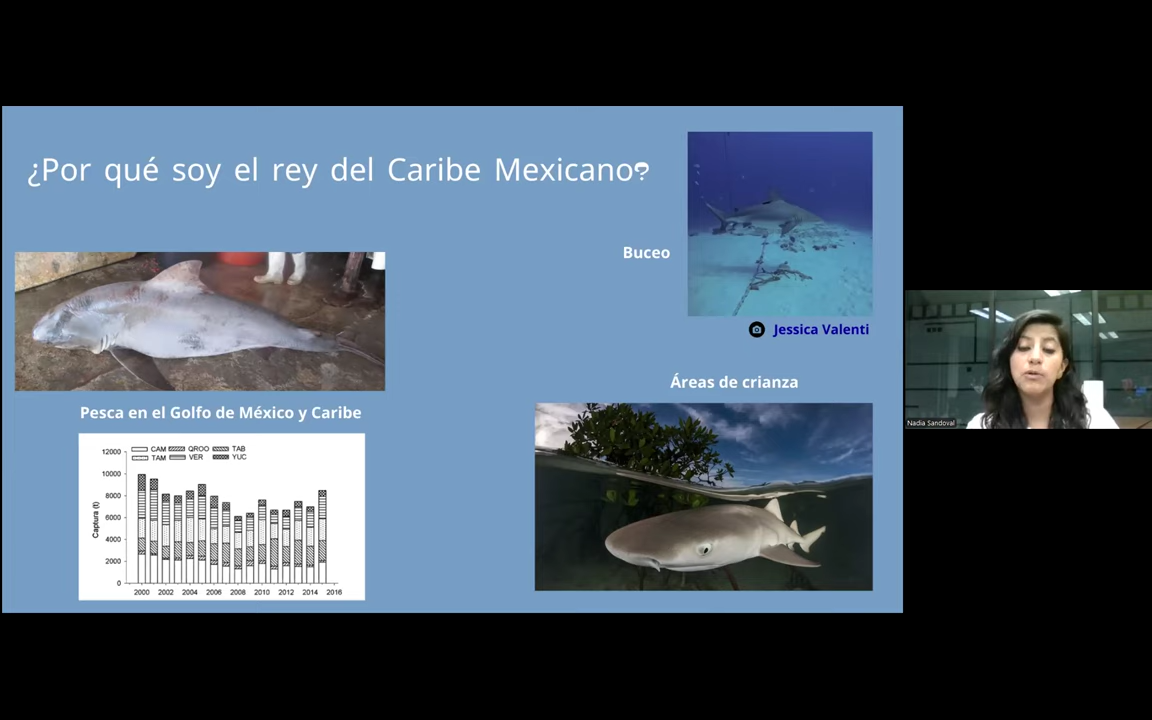 ¿Por qué soy el rey del Caribe Mexicano?
Buceo
Jessica Valenti
Áreas de crianza
Pesca en el Golfo de México y Caribe
CAM QROO TAB
TAM VER YUC
Captura (t)
12000
10000
8000
6000
4000
2000
0
2000 2002 2004 2006 2008 2010 2012 2014 2016
Nadia Sandoval